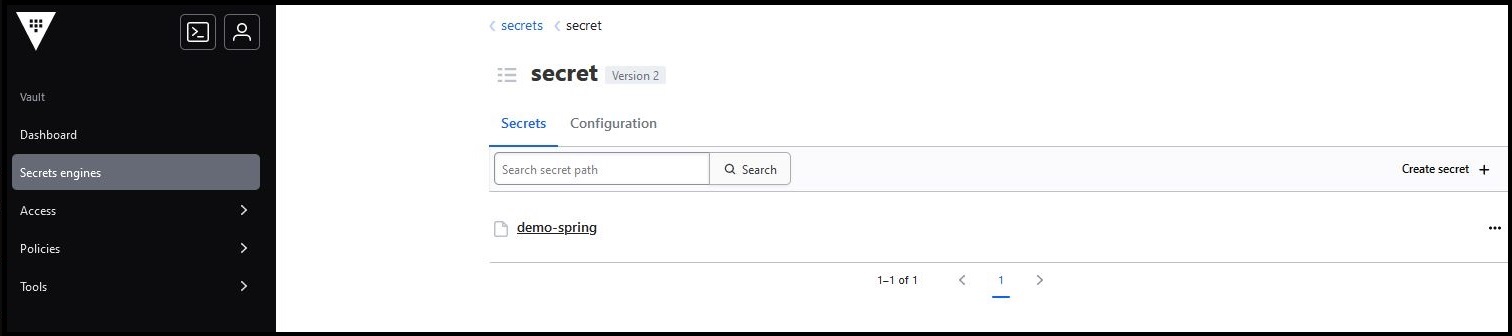 Vault
Dashboard
Secrets engines
Access
Policies
Tools
secrets secret
secret Version 2
Secrets Configuration
Search secret path Search Create secret
demo-spring
1–1 of 1 1